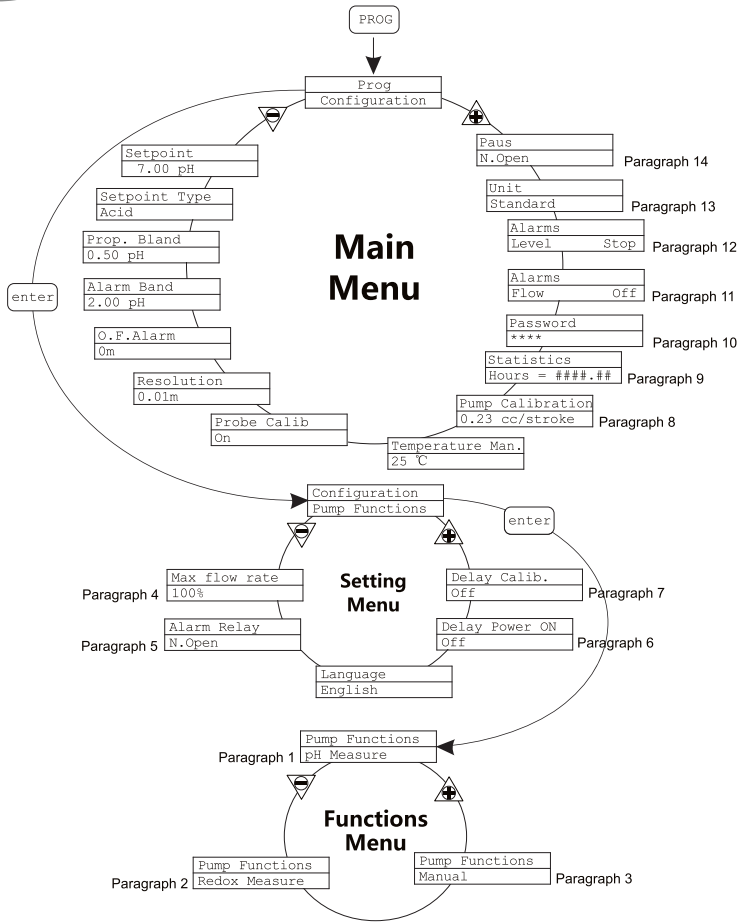 PROG
Prog
Configuration
Setpoint
7.00 pH
Setpoint Type
Acid
Prop. Bland
0.50 pH
Alarm Band
2.00 pH
O.F.Alarm
0m
Resolution
0.01m
Probe Calib
On
enter
Main
Menu
Paus
N.Open
Paragraph 14
Unit
Standard
Paragraph 13
Alarms
Level Stop
Paragraph 12
Alarms
Flow Off
Paragraph 11
Password
****
Paragraph 10
Statistics
Hours = ####.##
Paragraph 9
Pump Calibration
0.23 cc/stroke
Paragraph 8
Temperature Man.
25 ℃
Configuration
Pump Functions
enter
Setting
Menu
Max flow rate
100%
Paragraph 4
Alarm Relay
N.Open
Paragraph 5
Delay Calib.
Off
Paragraph 7
Delay Power ON
Off
Paragraph 6
Language
English
Pump Functions
pH Measure
Paragraph 1
Functions
Menu
Pump Functions
Redox Measure
Paragraph 2
Pump Functions
Manual
Paragraph 3